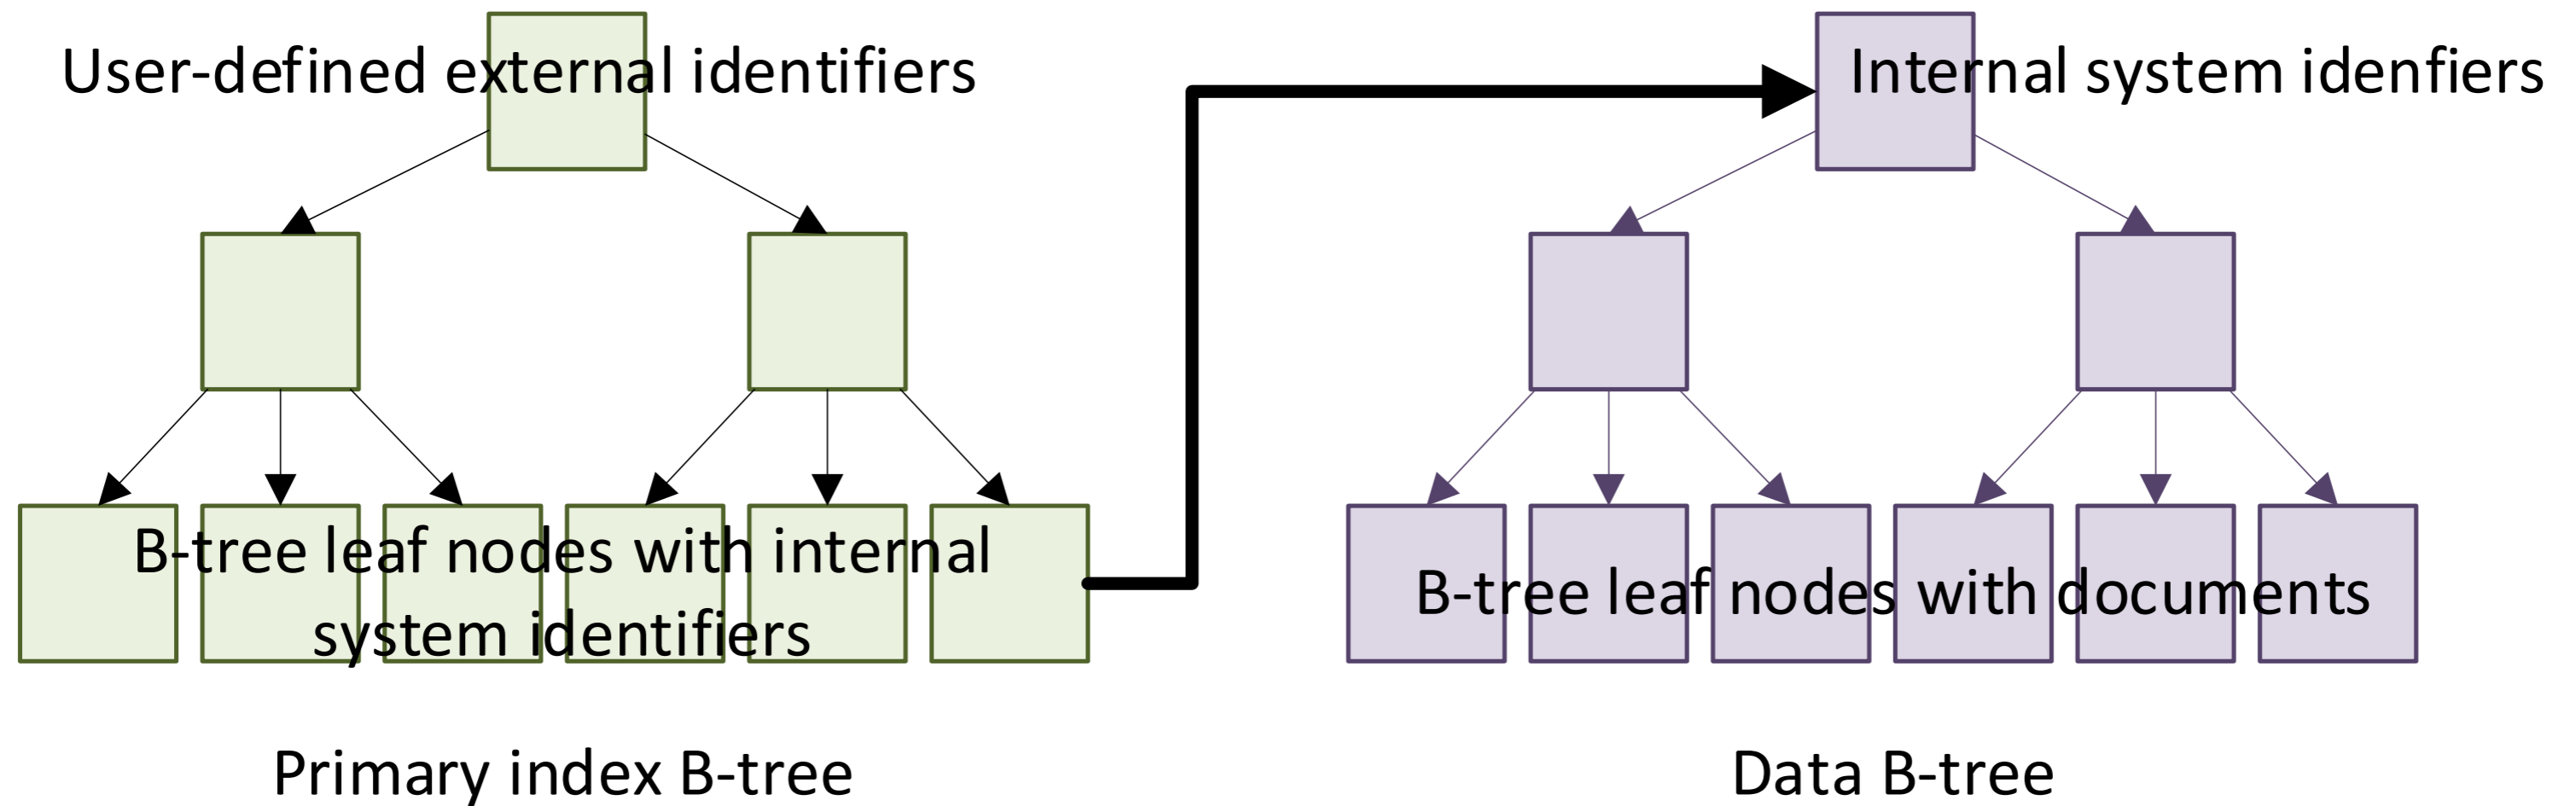 User-defined external identifiers
Internal system idenfiers
B-tree leaf nodes with internal
system identifiers
B-tree leaf nodes with documents
Primary index B-tree
Data B-tree